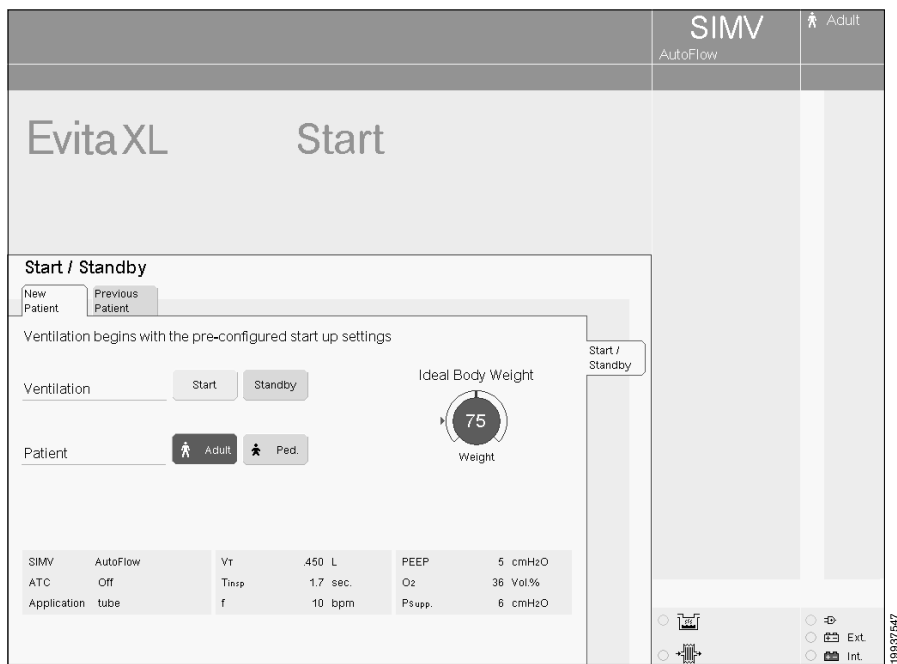 SIMV
AutoFlow
Adult
Evita XL Start
Start / Standby
New Patient
Previous Patient
Ventilation begins with the pre-configured start up settings
Start / Standby
Ventilation Start Standby
Ideal Body Weight
75
Weight
Patient Adult Ped.
SIMV AutoFlow VT .450 L PEEP 5 cmH2O
ATC Off Tinsp 1.7 sec. O2 36 Vol.%
Application tube f 10 bpm Psupp. 6 cmH2O
Ext.
Int.
19937547